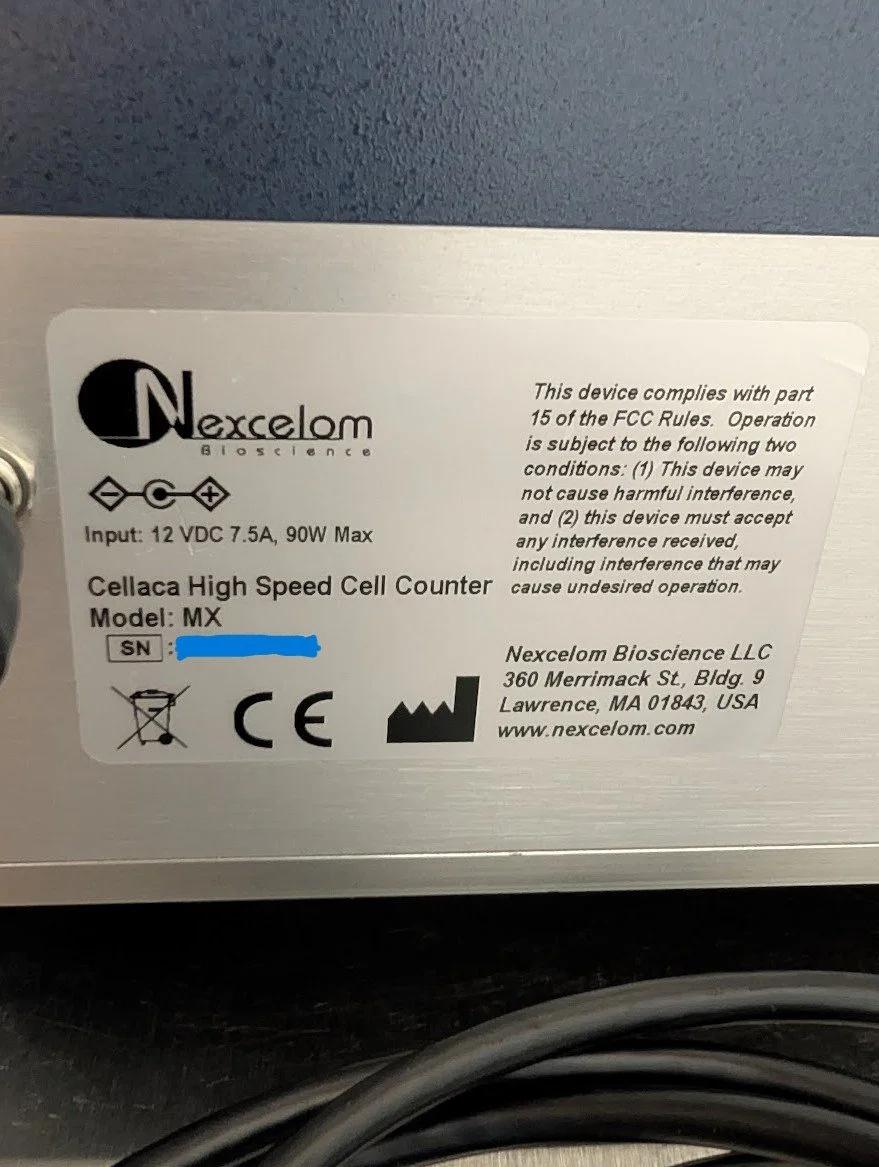 Nexcelom
Bioscience
Input: 12 VDC 7.5A, 90W Max
Cellaca High Speed Cell Counter
Model: MX
SN :
CE
This device complies with part
15 of the FCC Rules. Operation
is subject to the following two
conditions: (1) This device may
not cause harmful interference,
and (2) this device must accept
any interference received,
including interference that may
cause undesired operation.
Nexcelom Bioscience LLC
360 Merrimack St., Bldg. 9
Lawrence, MA 01843, USA
www.nexcelom.com